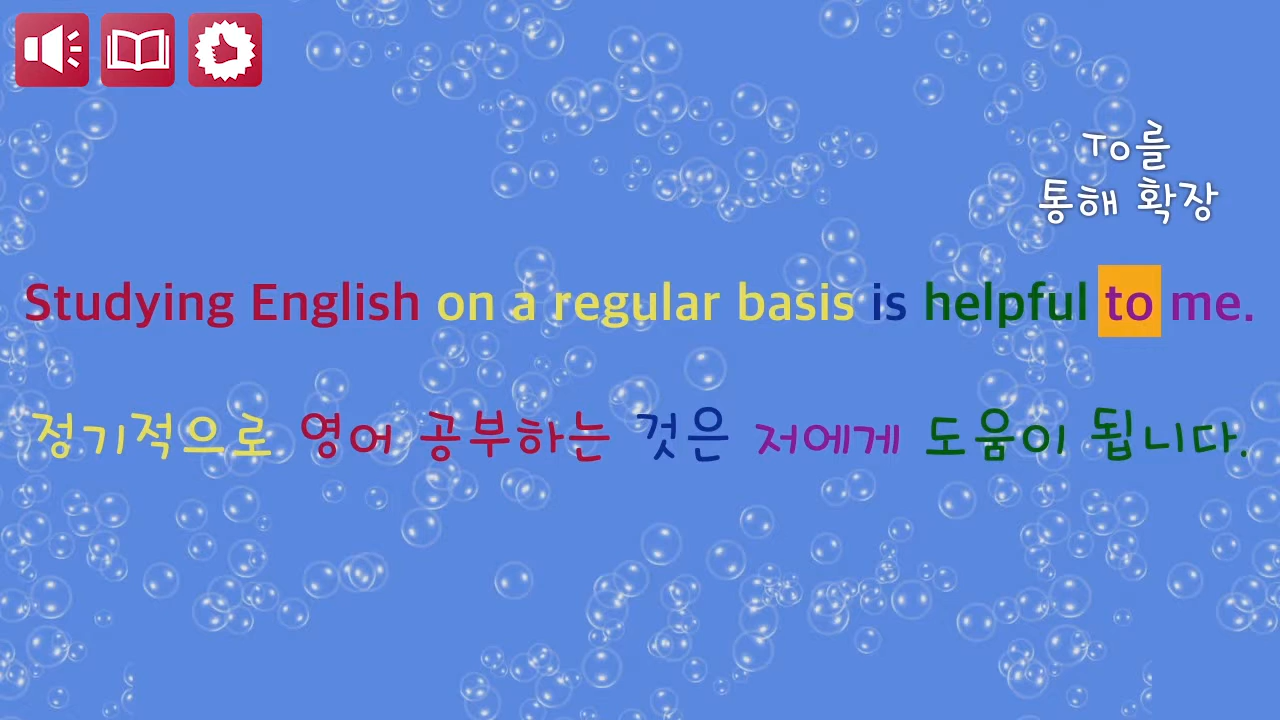 To를
통해 확장
Studying English on a regular basis is helpful to me.
정기적으로 영어 공부하는 것은 저에게 도움이 됩니다.